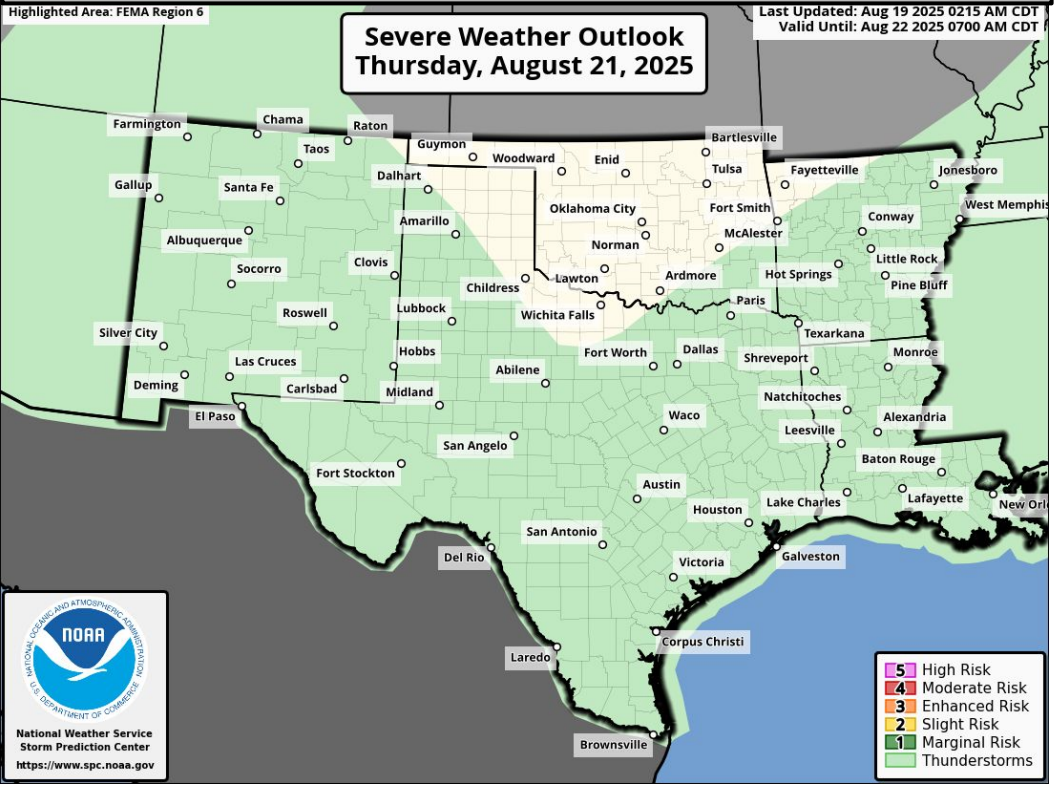 Highlighted Area: FEMA Region 6
Last Updated: Aug 19 2025 0215 AM CDT
Valid Until: Aug 22 2025 0700 AM CDT
Severe Weather Outlook
Thursday, August 21, 2025
Farmington
Chama
Raton
Taos
Guymon
Woodward
Enid
Bartlesville
Tulsa
Fayetteville
Jonesboro
Gallup
Santa Fe
Dalhart
West Memphis
Oklahoma City
Fort Smith
Amarillo
Conway
Albuquerque
Norman
McAlester
Socorro
Clovis
Little Rock
Hot Springs
Lawton
Ardmore
Childress
Pine Bluff
Roswell
Lubbock
Wichita Falls
Paris
Silver City
Texarkana
Hobbs
Fort Worth
Dallas
Shreveport
Monroe
Las Cruces
Abilene
Deming
Carlsbad
Midland
Natchitoches
El Paso
Waco
Alexandria
Leesville
San Angelo
Baton Rouge
Fort Stockton
Austin
Lake Charles
Lafayette
Houston
New Orl
San Antonio
Del Rio
Galveston
Victoria
Corpus Christi
Laredo
Brownsville
NATIONAL OCEANIC AND ATMOSPHERIC ADMINISTRATION
NOAA
U.S. DEPARTMENT OF COMMERCE
National Weather Service
Storm Prediction Center
https://www.spc.noaa.gov
5 High Risk
4 Moderate Risk
3 Enhanced Risk
2 Slight Risk
1 Marginal Risk
Thunderstorms